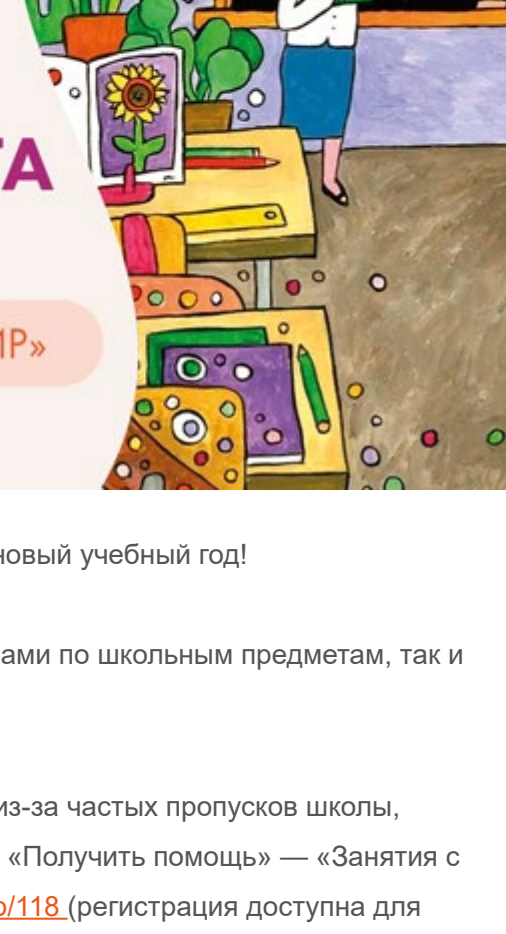 ТА
ИР»
новый учебный год!
ами по школьным предметам, так и
из-за частых пропусков школы,
«Получить помощь» — «Занятия с
o/118 (регистрация доступна для